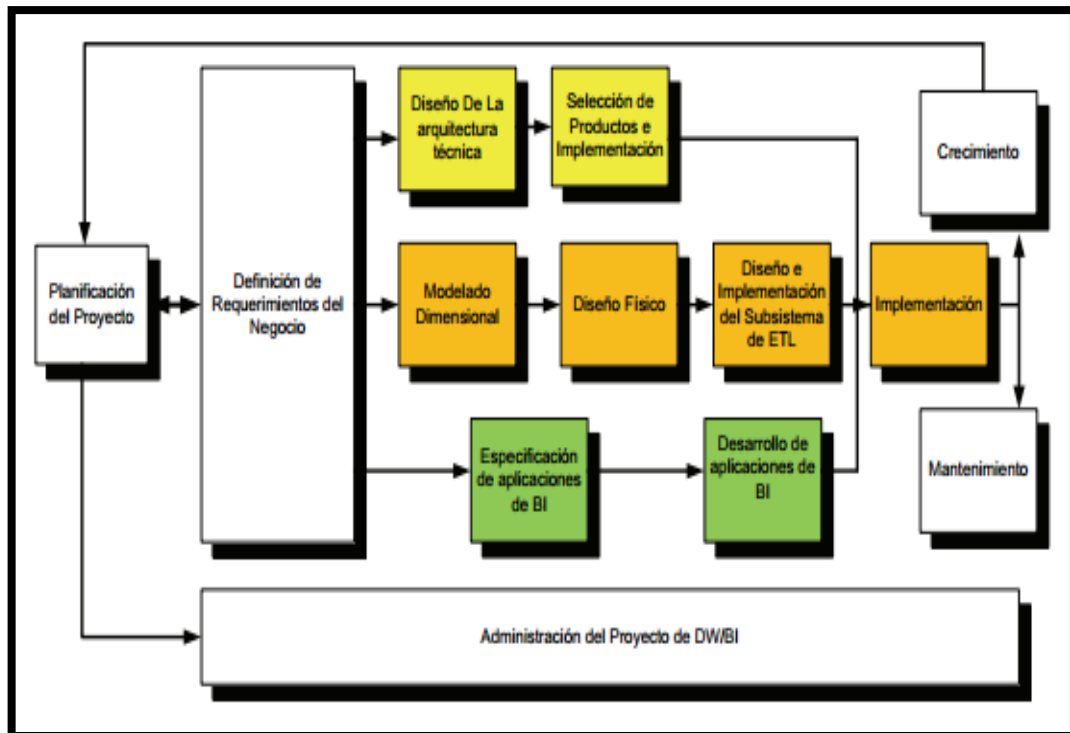 Planificación
del Proyecto
Definición de
Requerimientos del
Negocio
Diseño De La
arquitectura
técnica
Selección de
Productos e
Implementación
Modelado
Dimensional
Diseño Físico
Diseño e
Implementación
del Subsistema
de ETL
Implementación
Especificación
de aplicaciones
de BI
Desarrollo de
aplicaciones de
BI
Crecimiento
Mantenimiento
Administración del Proyecto de DW/BI